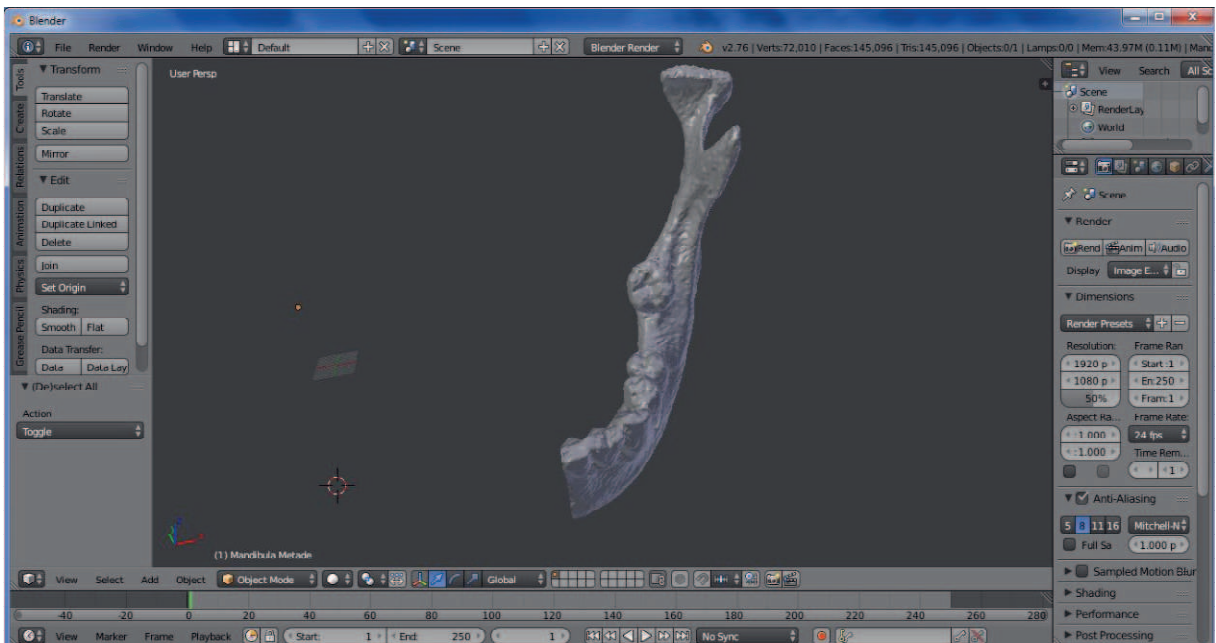 Blender
File Render Window Help Default Scene Blender Render v2.76 | Verts:72,010 | Faces:145,096 | Tris:145,096 | Objects:0/1 | Lamps:0/0 | Mem:43.97M (0.11M) | Mand
Tools
Create
Relations
Animation
Physics
Grease Pencil
Transform
Translate
Rotate
Scale
Mirror
Edit
Duplicate
Duplicate Linked
Delete
Join
Set Origin
Shading:
Smooth Flat
Data Transfer:
Data Data Lay
(De)select All
Action
Toggle
User Persp
(1) Mandibula Metade
View Search All Sc
Scene
RenderLay
World
Scene
Render
Rend Anim Audio
Display Image E...
Dimensions
Render Presets
Resolution: Frame Ran
1920 p Start:1
1080 p En:250
50% Fram:1
Aspect Ra... Frame Rate:
:1.000 24 fps
:1.000 Time Rem...
1
Anti-Aliasing
5 8 11 16 Mitchell-N
Full Sa 1.000 p
Sampled Motion Blur
Shading
Performance
Post Processing
View Select Add Object Object Mode Global
-40 -20 0 20 40 60 80 100 120 140 160 180 200 220 240 260 280
View Marker Frame Playback Start: 1 End: 250 1 No Sync